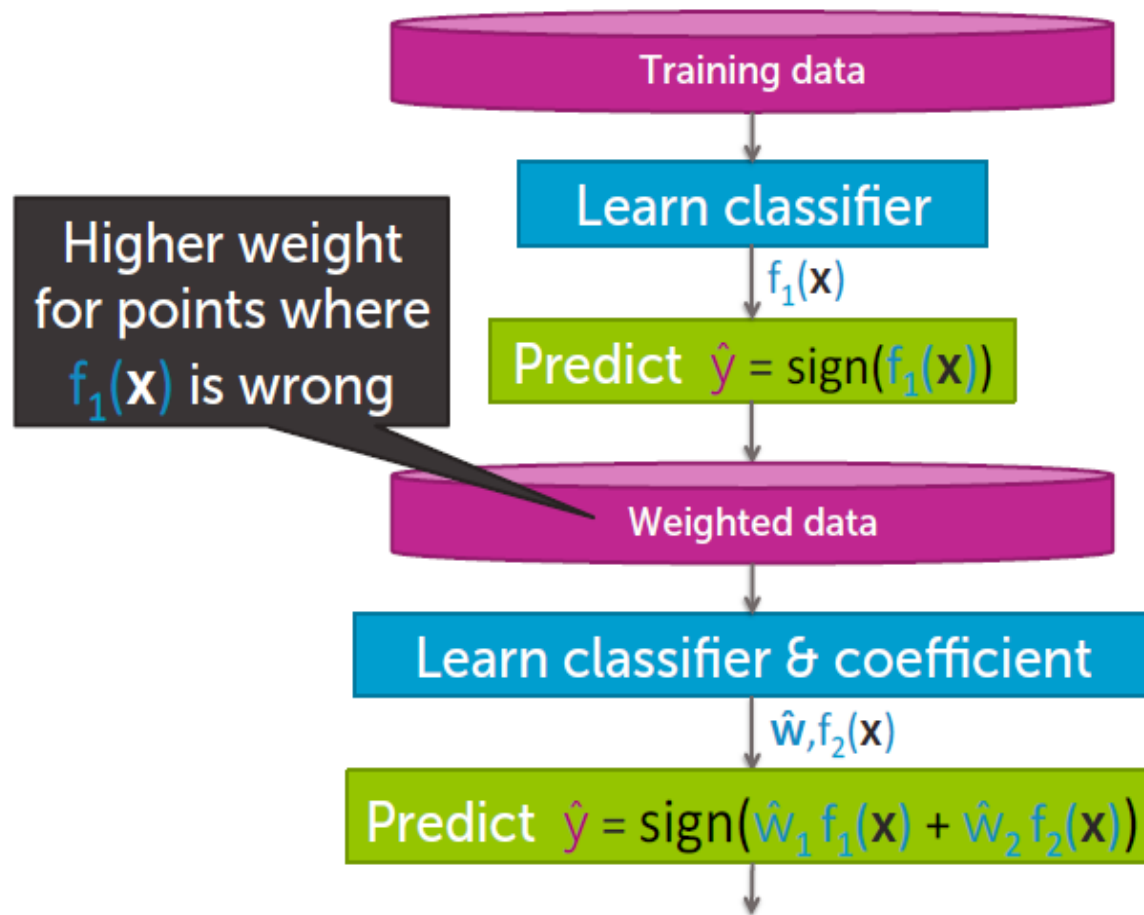 Training data
Learn classifier
f₁(x)
Higher weight
for points where
f₁(x) is wrong
Predict ŷ = sign(f₁(x))
Weighted data
Learn classifier & coefficient
ŵ,f₂(x)
Predict ŷ = sign(ŵ₁ f₁(x) + ŵ₂ f₂(x))